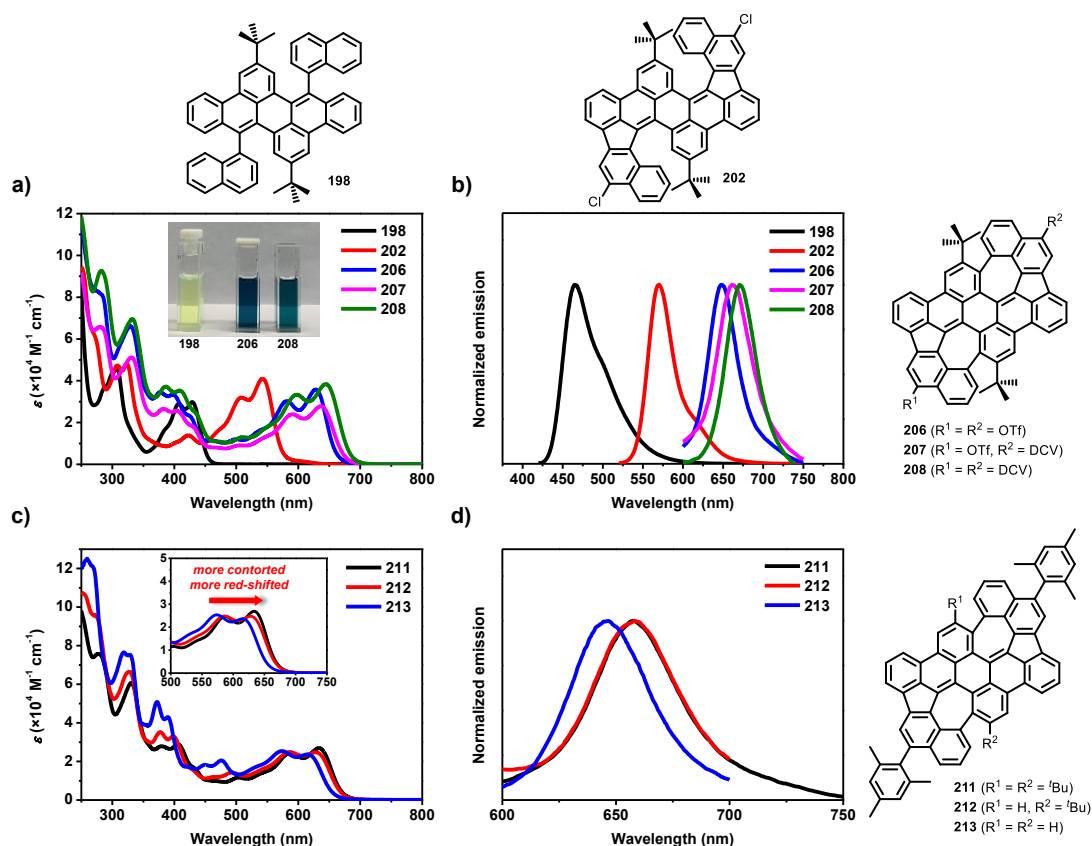 Cl
198
Cl
202
a)
12
10
8
6
4
2
0
ε (×10⁴ M⁻¹ cm⁻¹)
300 400 500 600 700 800
Wavelength (nm)
198
202
206
207
208
198 206 208
b)
Normalized emission
400 450 500 550 600 650 700 750 800
Wavelength (nm)
198
202
206
207
208
R²
R¹
206 (R¹ = R² = OTf)
207 (R¹ = OTf, R² = DCV)
208 (R¹ = R² = DCV)
c)
12
10
8
6
4
2
0
ε (×10⁴ M⁻¹ cm⁻¹)
300 400 500 600 700 800
Wavelength (nm)
5
4
3
2
1
0
500 550 600 650 700 750
more contorted
more red-shifted
211
212
213
d)
Normalized emission
600 650 700 750
Wavelength (nm)
211
212
213
R¹
R²
211 (R¹ = R² = ᵗBu)
212 (R¹ = H, R² = ᵗBu)
213 (R¹ = R² = H)